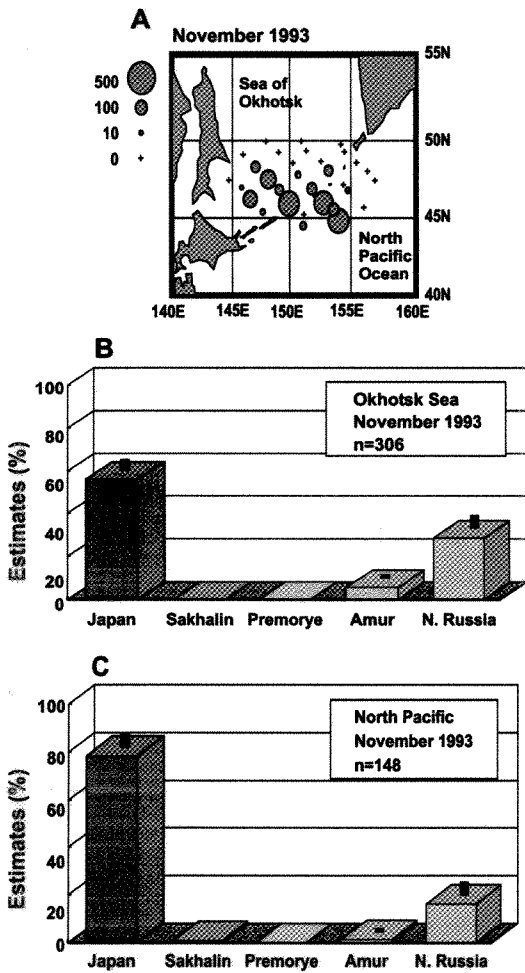 A
November 1993
500
100
10
0
Sea of
Okhotsk
North
Pacific
Ocean
55N
50N
45N
40N
140E 145E 150E 155E 160E
B
Okhotsk Sea
November 1993
n=306
Estimates (%)
100
80
60
40
20
0
Japan Sakhalin Premorye Amur N. Russia
C
North Pacific
November 1993
n=148
Estimates (%)
100
80
60
40
20
0
Japan Sakhalin Premorye Amur N. Russia